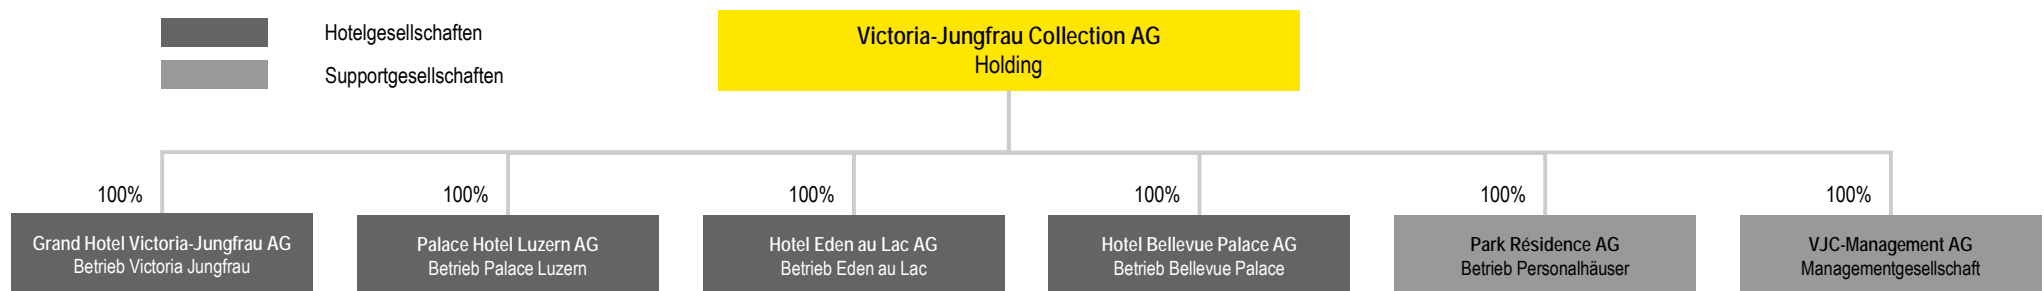 Hotelgesellschaften
Supportgesellschaften
Victoria-Jungfrau Collection AG
Holding
100%
100%
100%
100%
100%
100%
Grand Hotel Victoria-Jungfrau AG
Betrieb Victoria Jungfrau
Palace Hotel Luzern AG
Betrieb Palace Luzern
Hotel Eden au Lac AG
Betrieb Eden au Lac
Hotel Bellevue Palace AG
Betrieb Bellevue Palace
Park Résidence AG
Betrieb Personalhäuser
VJC-Management AG
Managementgesellschaft